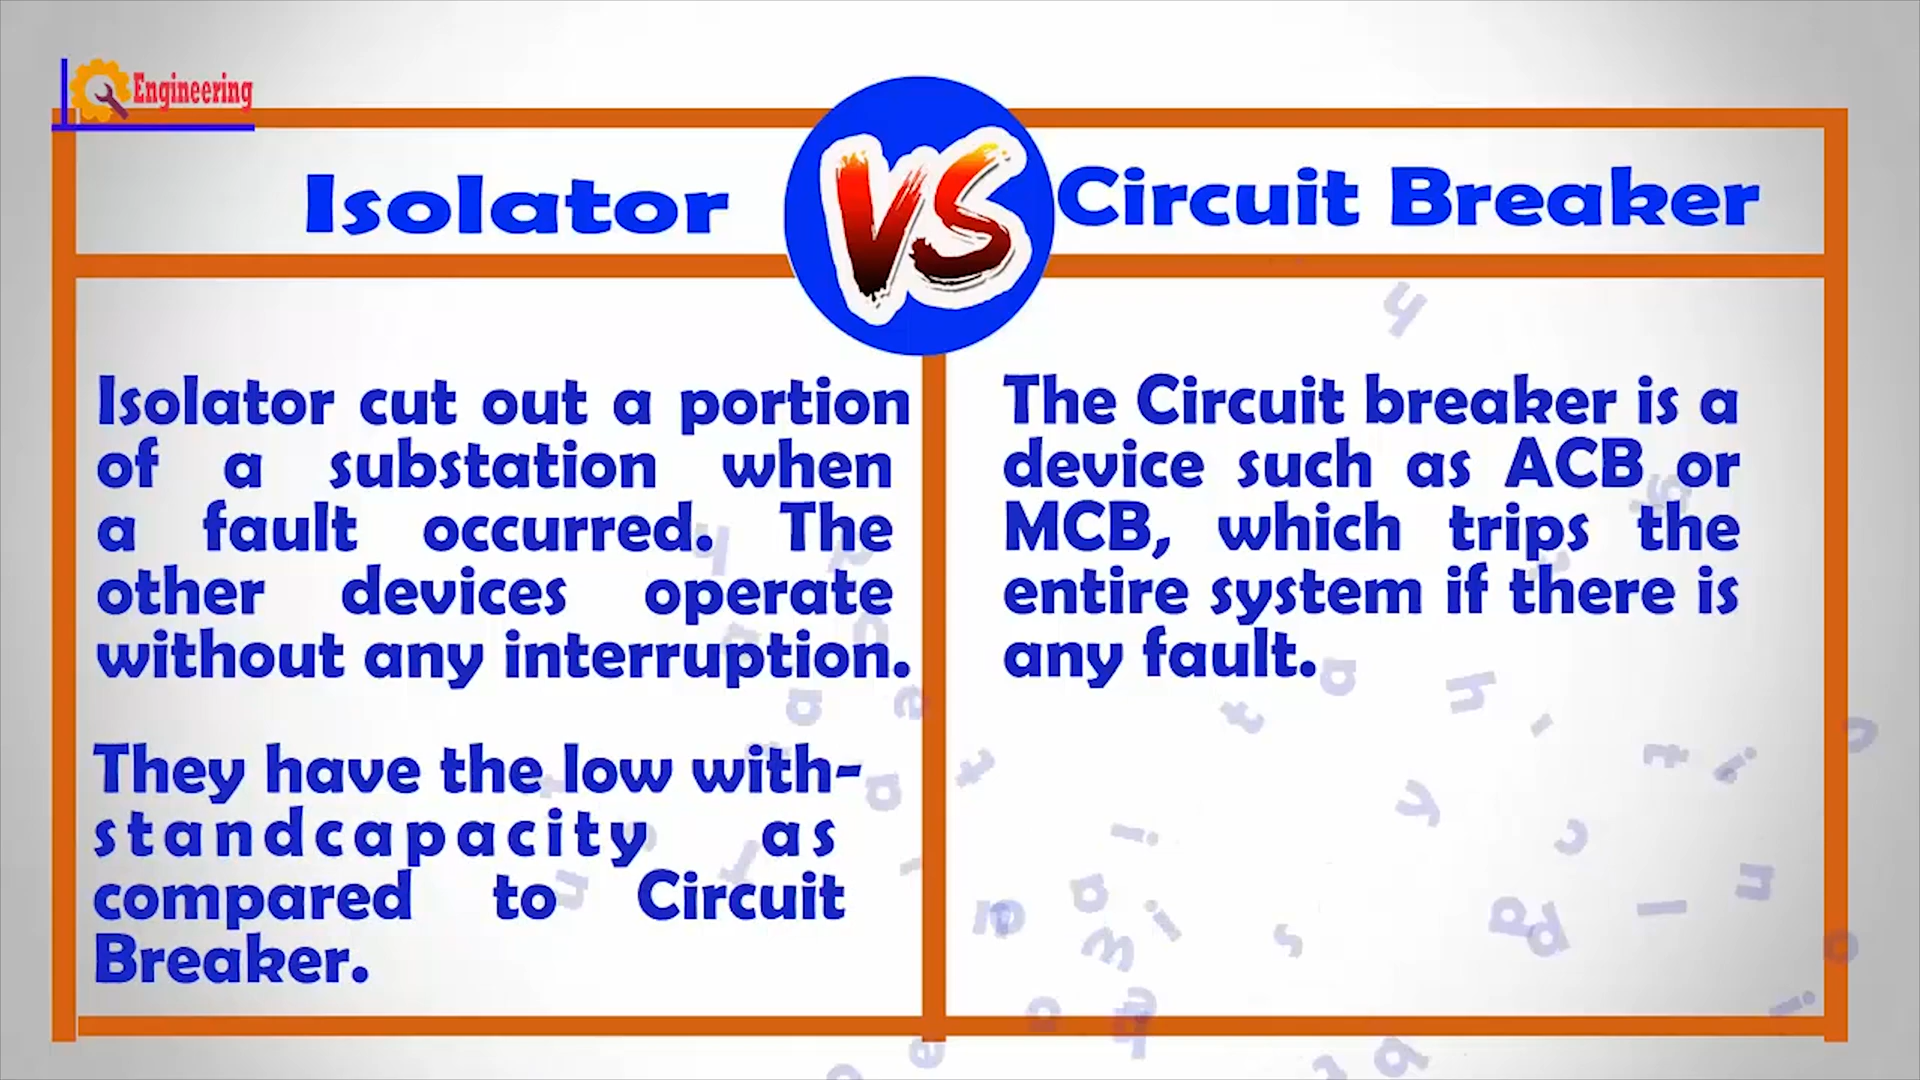 Engineering
Isolator
VS
Circuit Breaker
Isolator cut out a portion
of a substation when
a fault occurred. The
other devices operate
without any interruption.
They have the low with-
standcapacity as
compared to Circuit
Breaker.
The Circuit breaker is a
device such as ACB or
MCB, which trips the
entire system if there is
any fault.